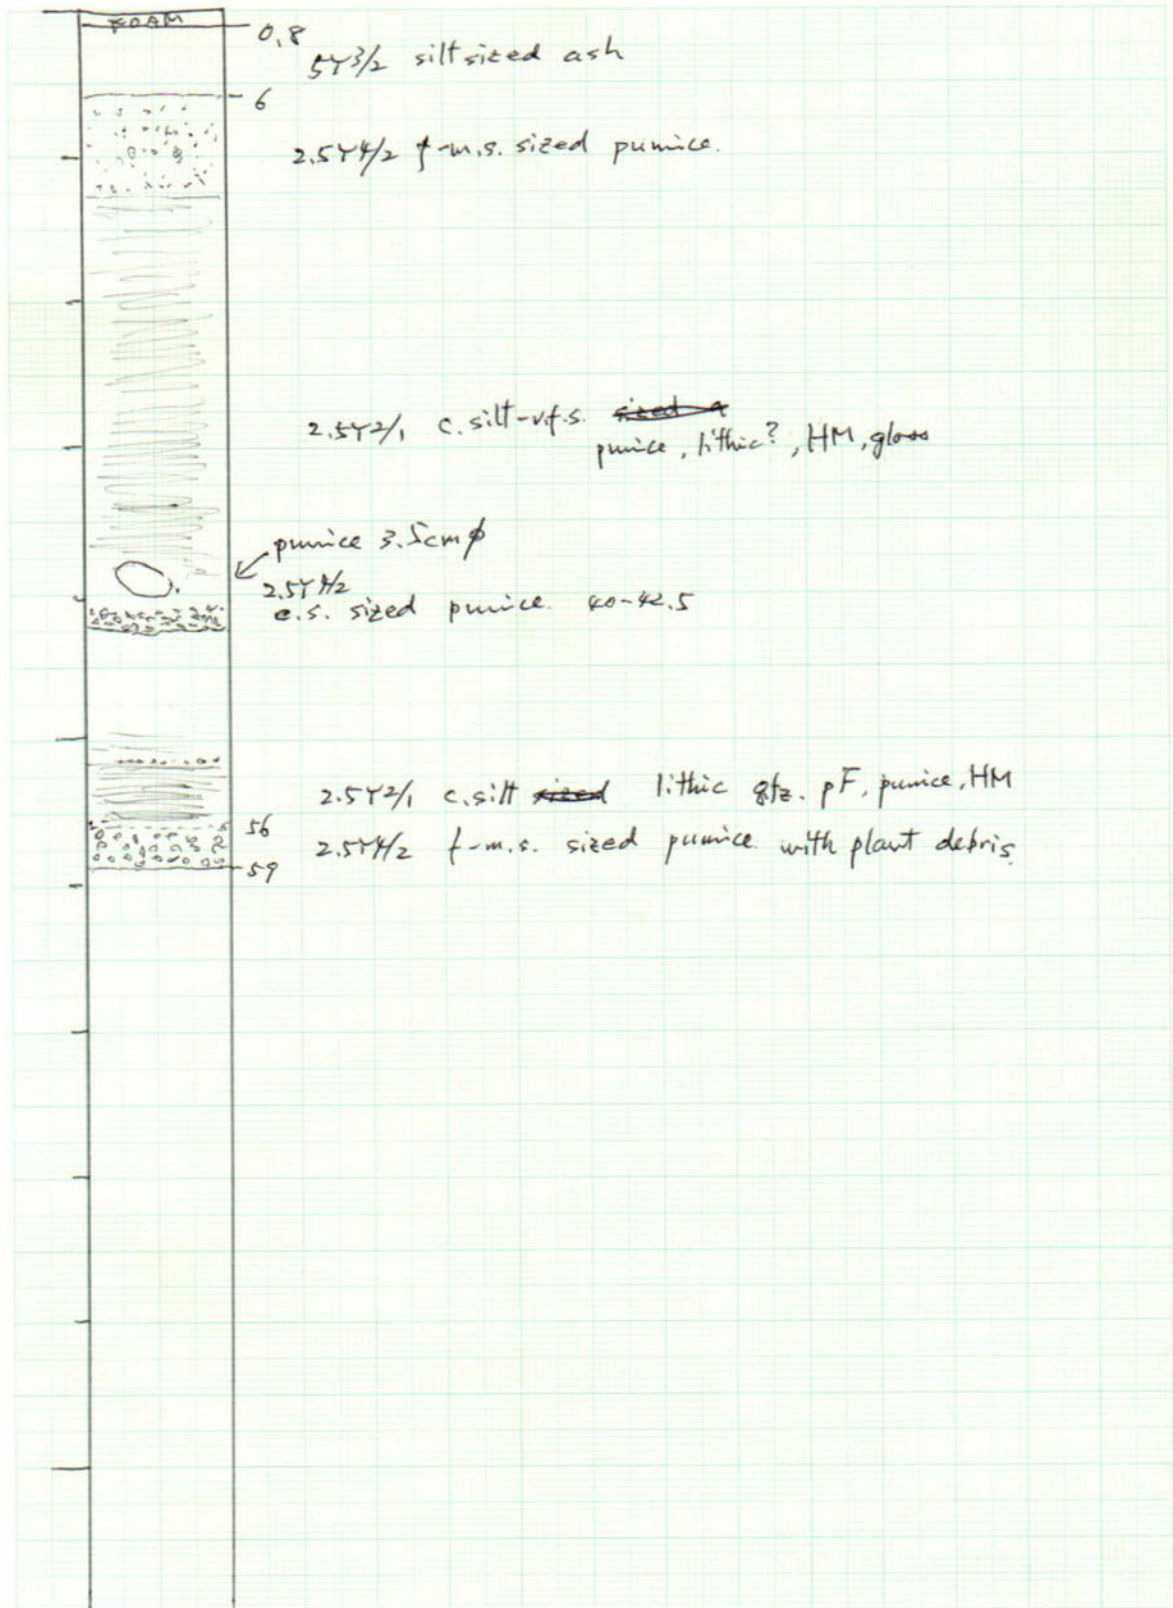 FOAM
0.8
5Y3/2 silt sized ash
6
2.5Y4/2 f-m.s. sized pumice.
2.5Y2/1 c. silt-v.f.s. sized a
pumice, lithic?, HM, glass
pumice 3.5cmφ
2.5Y4/2
c.s. sized pumice. 40-42.5
2.5Y2/1 c. silt sized lithic qtz. pF, pumice, HM
56
2.5Y4/2 f-m.s. sized pumice with plant debris.
59